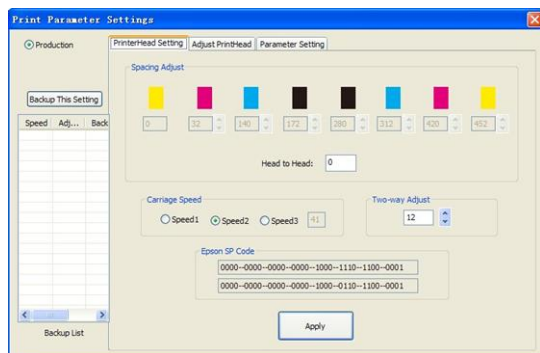 Print Parameter Settings
Production
PrinterHead Setting Adjust PrintHead Parameter Setting
Spacing Adjust
Backup This Setting
Speed Adj... Back
0 32 140 172 280 312 420 452
Head to Head: 0
Carriage Speed
Speed1 Speed2 Speed3 41
Two-way Adjust
12
Epson SP Code
0000--0000--0000--0000--1000--1110--1100--0001
0000--0000--0000--0000--1000--0110--1100--0001
Apply
Backup List